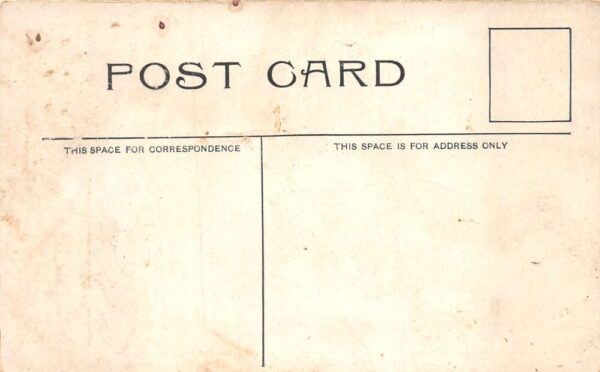 POST CARD
THIS SPACE FOR CORRESPONDENCE
THIS SPACE IS FOR ADDRESS ONLY